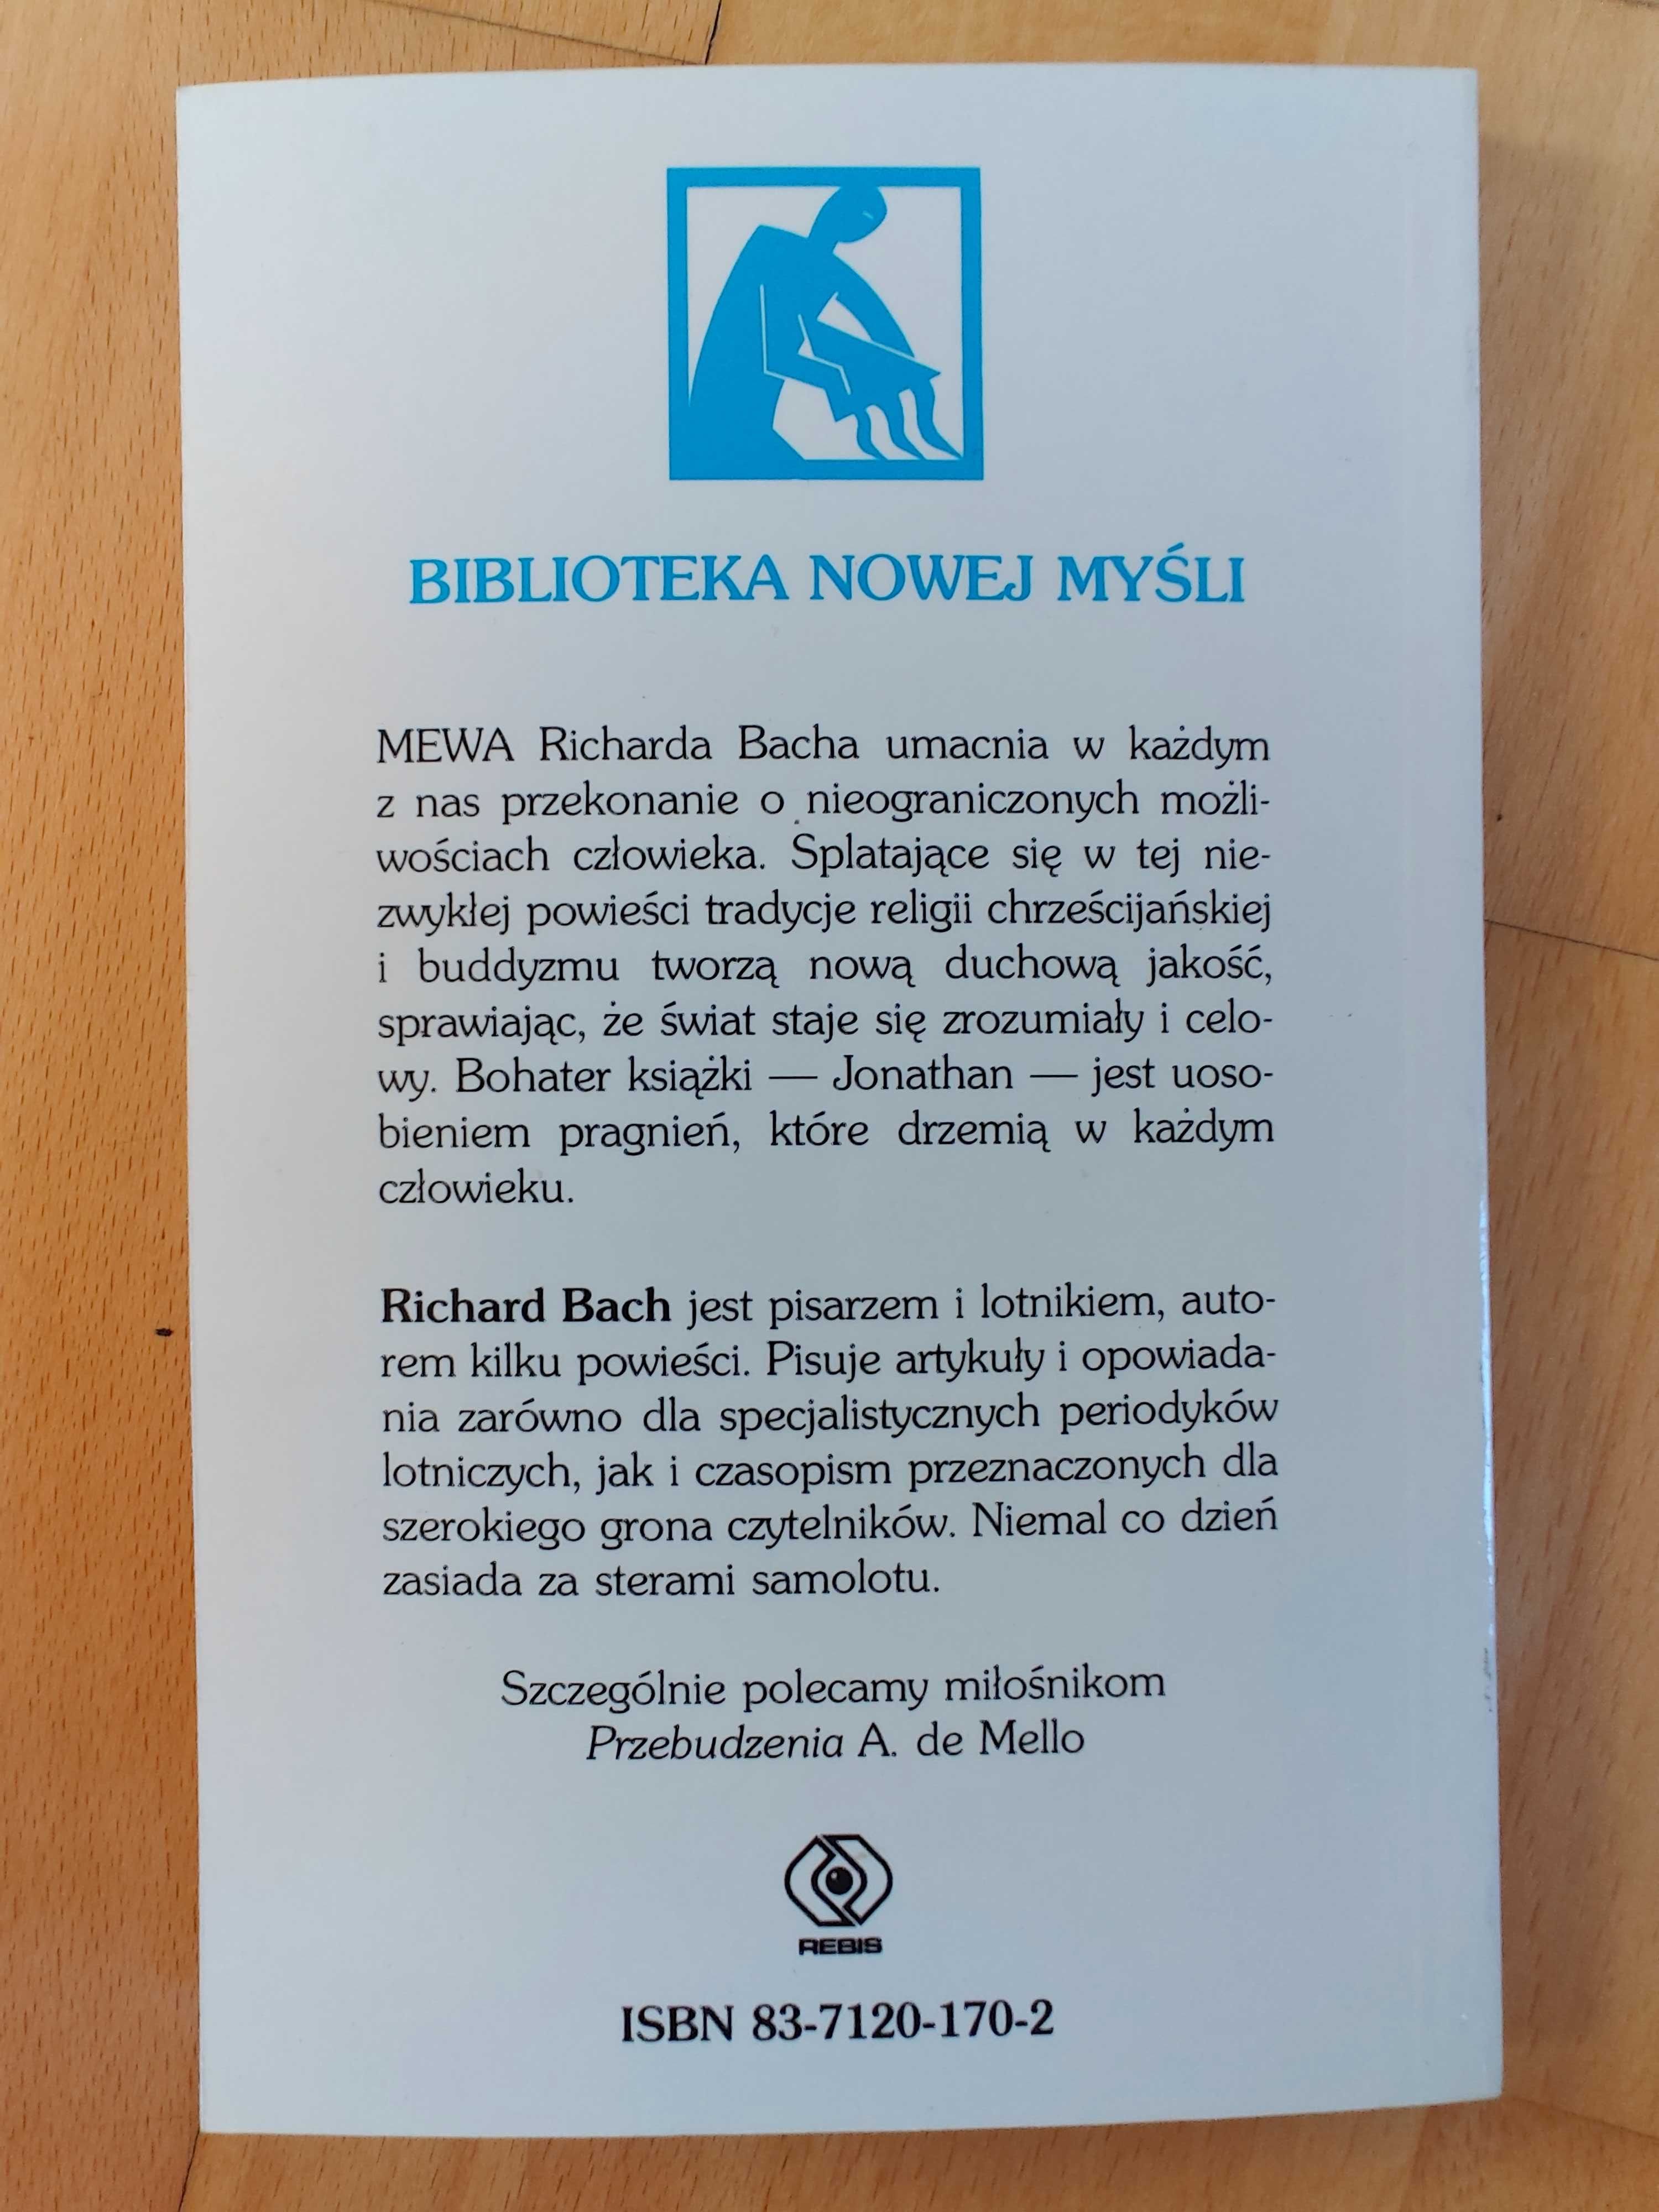 BIBLIOTEKA NOWEJ MYŚLI
MEWA Richarda Bacha umacnia w każdym
z nas przekonanie o nieograniczonych możli-
wościach człowieka. Splatające się w tej nie-
zwykłej powieści tradycje religii chrześcijańskiej
i buddyzmu tworzą nową duchową jakość,
sprawiając, że świat staje się zrozumiały i celo-
wy. Bohater książki — Jonathan — jest uoso-
bieniem pragnień, które drzemią w każdym
człowieku.
Richard Bach jest pisarzem i lotnikiem, auto-
rem kilku powieści. Pisuje artykuły i opowiada-
nia zarówno dla specjalistycznych periodyków
lotniczych, jak i czasopism przeznaczonych dla
szerokiego grona czytelników. Niemal co dzień
zasiada za sterami samolotu.
Szczególnie polecamy miłośnikom
Przebudzenia A. de Mello
REBIS
ISBN 83-7120-170-2